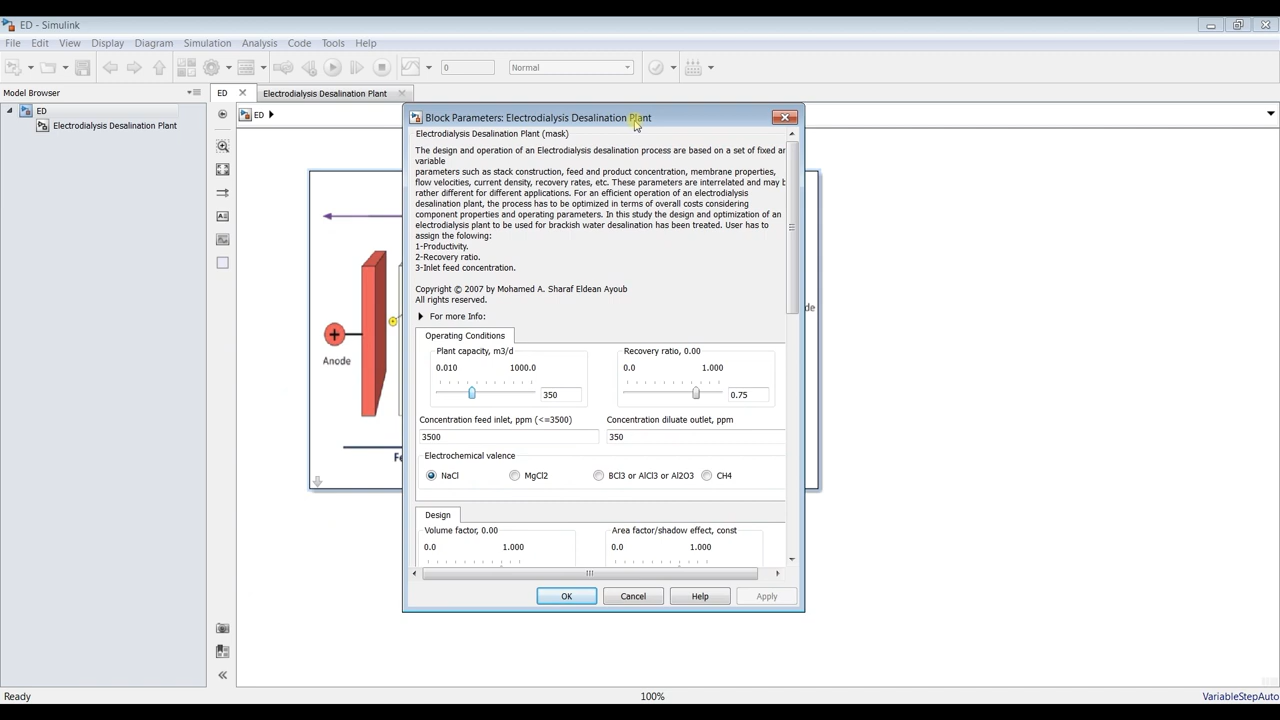 ED - Simulink
File Edit View Display Diagram Simulation Analysis Code Tools Help
0 Normal
Model Browser
ED Electrodialysis Desalination Plant
ED
Electrodialysis Desalination Plant
ED
Block Parameters: Electrodialysis Desalination Plant
Electrodialysis Desalination Plant (mask)
The design and operation of an Electrodialysis desalination process are based on a set of fixed an
variable
parameters such as stack construction, feed and product concentration, membrane properties,
flow velocities, current density, recovery rates, etc. These parameters are interrelated and may b
rather different for different applications. For an efficient operation of an electrodialysis
desalination plant, the process has to be optimized in terms of overall costs considering
component properties and operating parameters. In this study the design and optimization of an
electrodialysis plant to be used for brackish water desalination has been treated. User has to
assign the folowing:
1-Productivity.
2-Recovery ratio.
3-Inlet feed concentration.
Copyright © 2007 by Mohamed A. Sharaf Eldean Ayoub
All rights reserved.
For more Info:
Operating Conditions
Plant capacity, m3/d Recovery ratio, 0.00
0.010 1000.0 0.0 1.000
350 0.75
Concentration feed inlet, ppm (<=3500) Concentration diluate outlet, ppm
3500 350
Electrochemical valence
NaCl MgCl2 BCl3 or AlCl3 or Al2O3 CH4
Design
Volume factor, 0.00 Area factor/shadow effect, const
0.0 1.000 0.0 1.000
OK Cancel Help Apply
+
Anode
de
Fe
Ready 100% VariableStepAuto